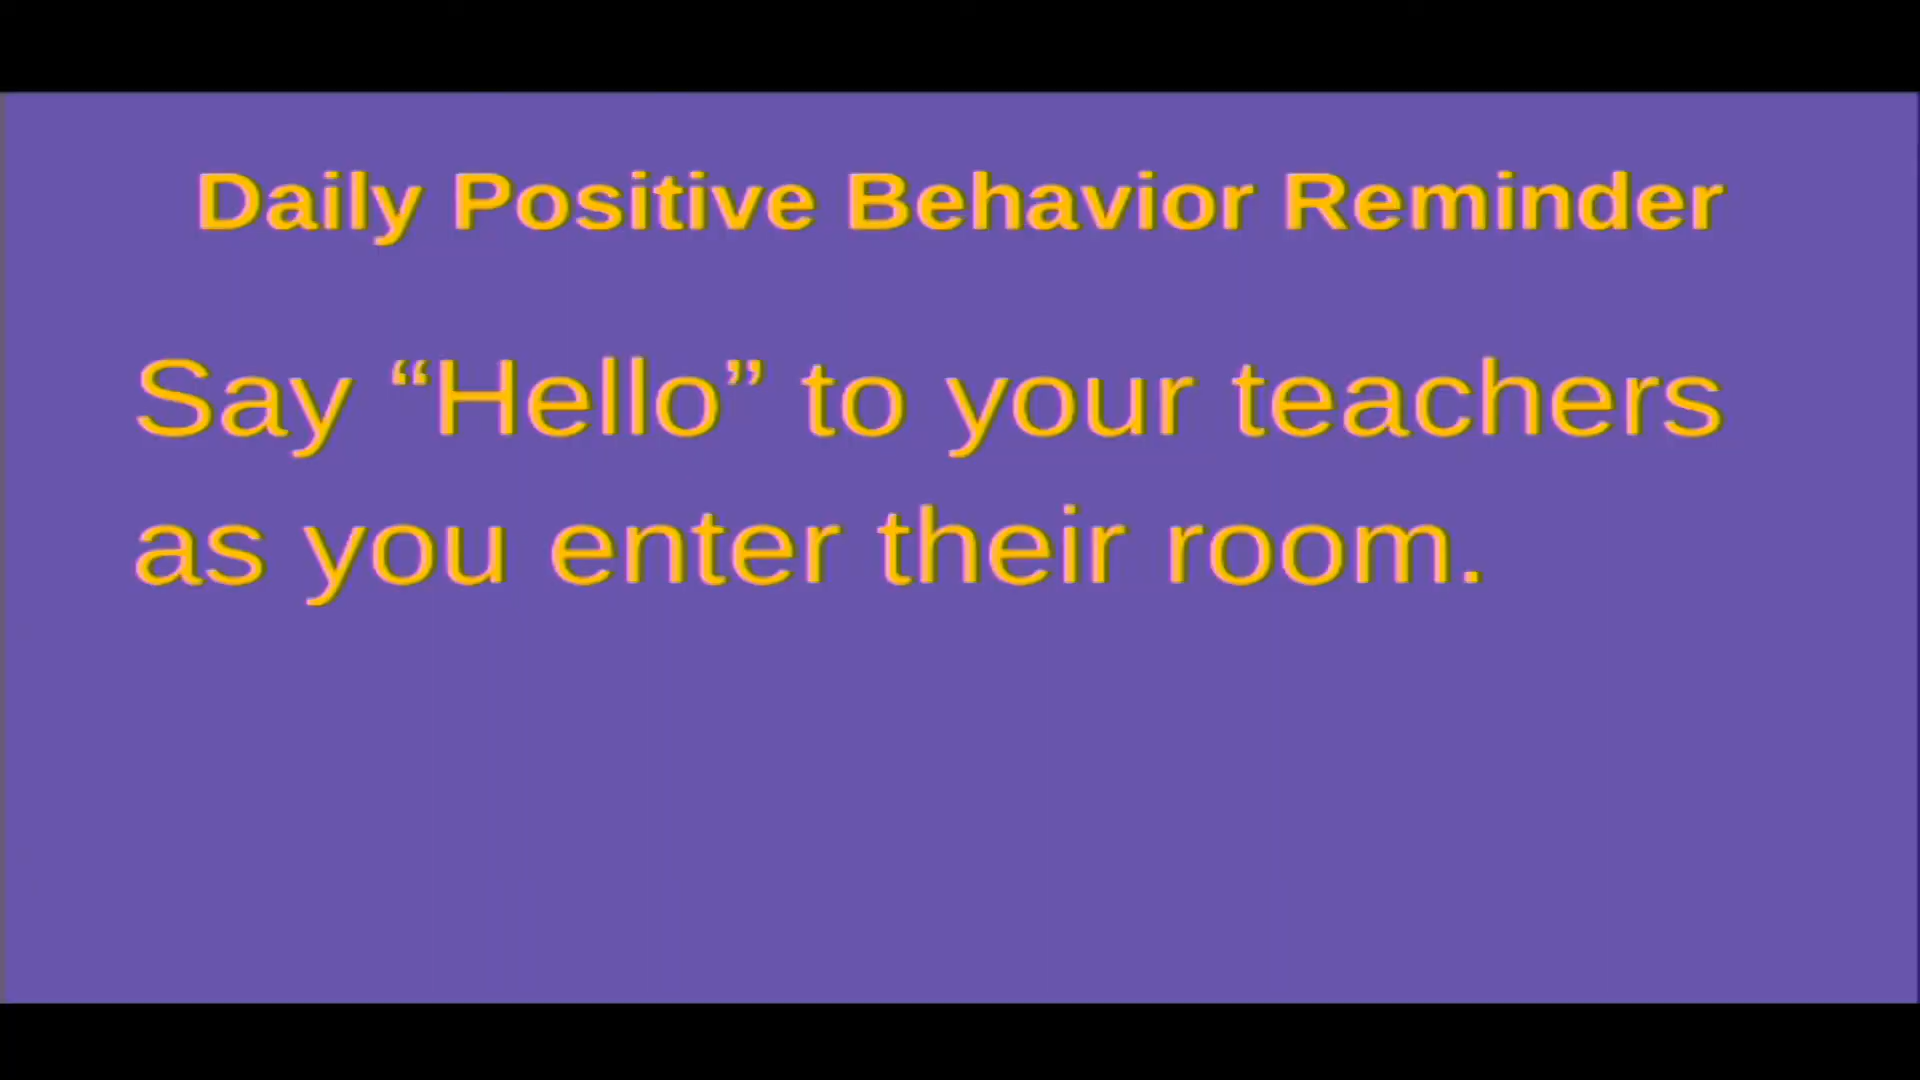 Daily Positive Behavior Reminder
Say “Hello” to your teachers
as you enter their room.